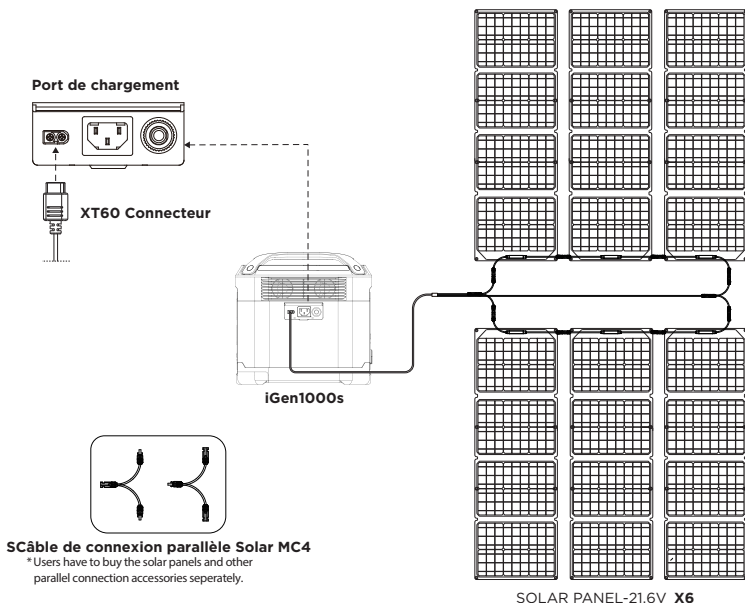 Port de chargement
XT60 Connecteur
iGen1000s
SCâble de connexion parallèle Solar MC4
* Users have to buy the solar panels and other
parallel connection accessories seperately.
SOLAR PANEL-21.6V X6